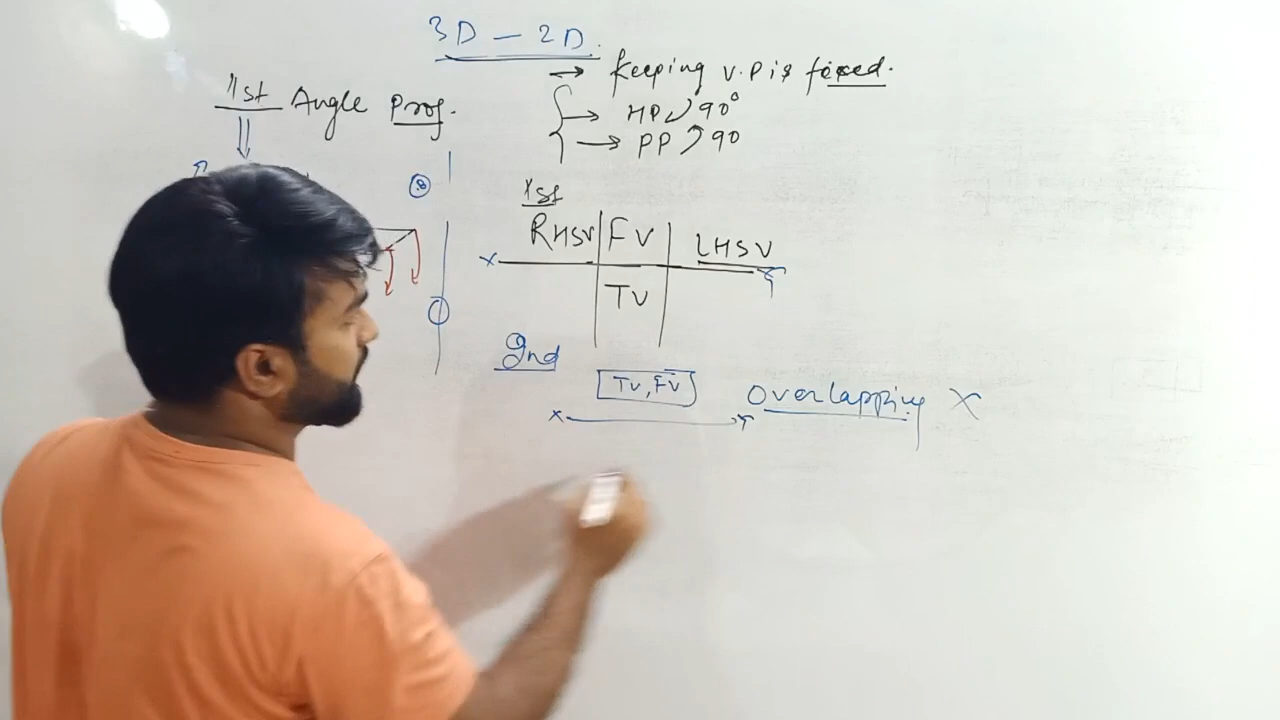 3D - 2D.
→ Keeping V.P is fixed.
1st Angle Proj.
→ HP 90°
→ PP 90
1st
RHSV FV LHSV
X Y
TV
2nd
TV, FV overlapping X
X Y